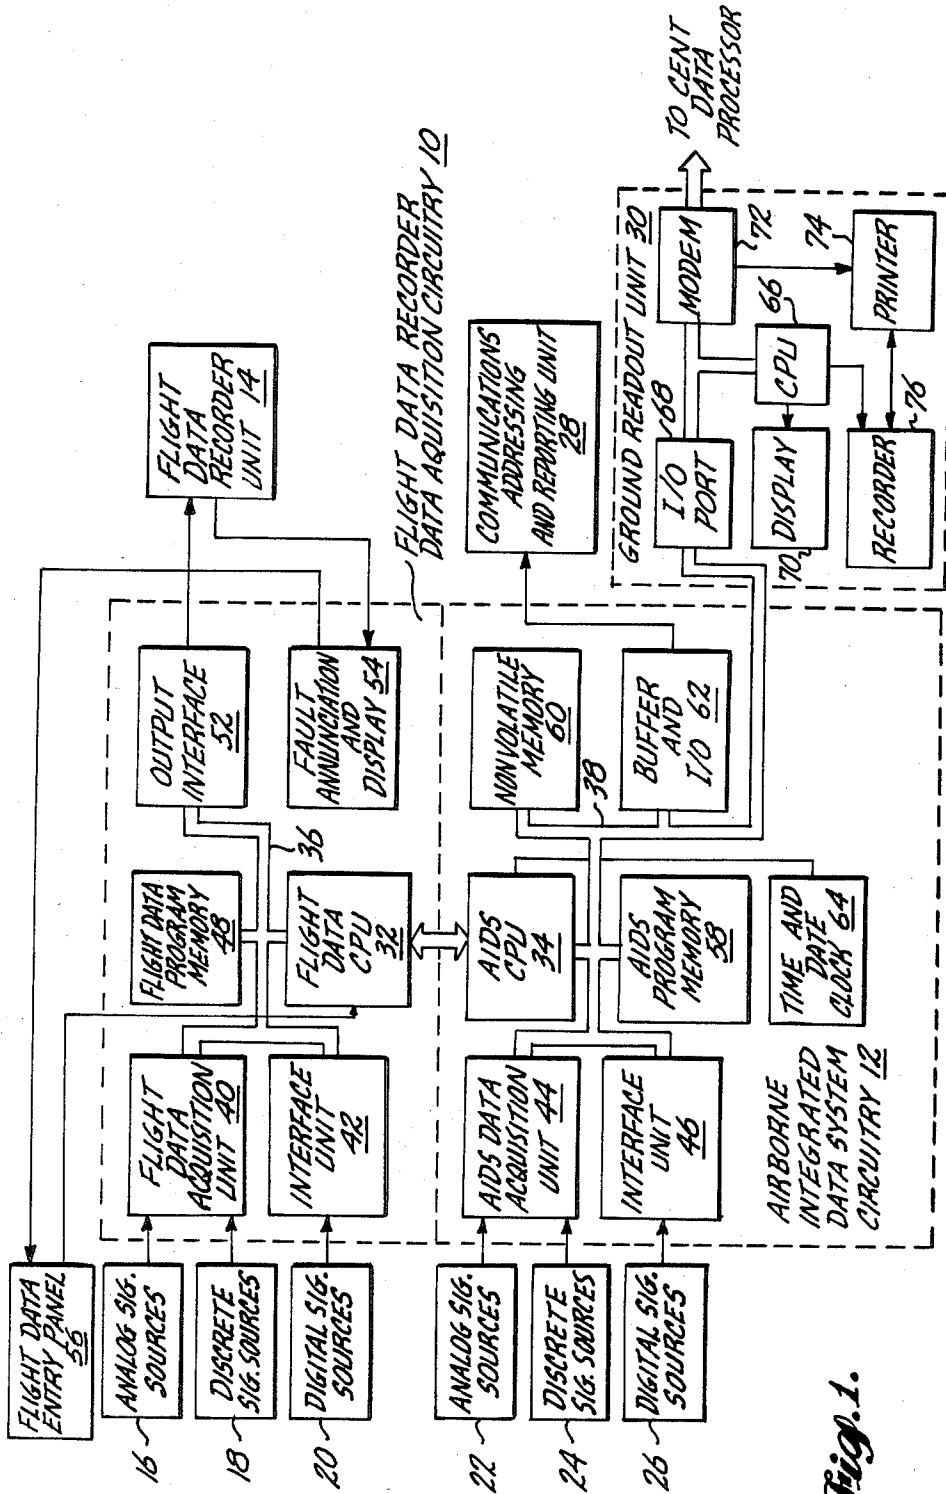 FLIGHT DATA
ENTRY PANEL
56
ANALOG SIG.
SOURCES
16
DISCRETE
SIG. SOURCES
18
DIGITAL SIG.
SOURCES
20
ANALOG SIG.
SOURCES
22
DISCRETE
SIG. SOURCES
24
DIGITAL SIG.
SOURCES
26
FLIGHT
DATA
ACQUISITION
UNIT 40
INTERFACE
UNIT
42
FLIGHT DATA
PROGRAM
MEMORY
48
FLIGHT
DATA
CPU
32
36
OUTPUT
INTERFACE
52
FAULT
ANNUNCIATION
AND
DISPLAY 54
FLIGHT
DATA
RECORDER
UNIT 14
FLIGHT DATA RECORDER
DATA AQUISITION CIRCUITRY 10
AIDS DATA
ACQUISITION
UNIT 44
INTERFACE
UNIT
46
AIDS
CPU
34
AIDS
PROGRAM
MEMORY
58
TIME AND
DATE
CLOCK 64
NONVOLATILE
MEMORY
60
38
BUFFER
AND
I/O 62
AIRBORNE
INTEGRATED
DATA SYSTEM
CIRCUITRY 12
COMMUNICATIONS
ADDRESSING
AND REPORTING UNIT
28
GROUND READOUT UNIT 30
I/O
PORT
68
MODEM
72
DISPLAY
70
CPU
66
RECORDER
76
PRINTER
74
TO CENT
DATA
PROCESSOR
Fig. 1.